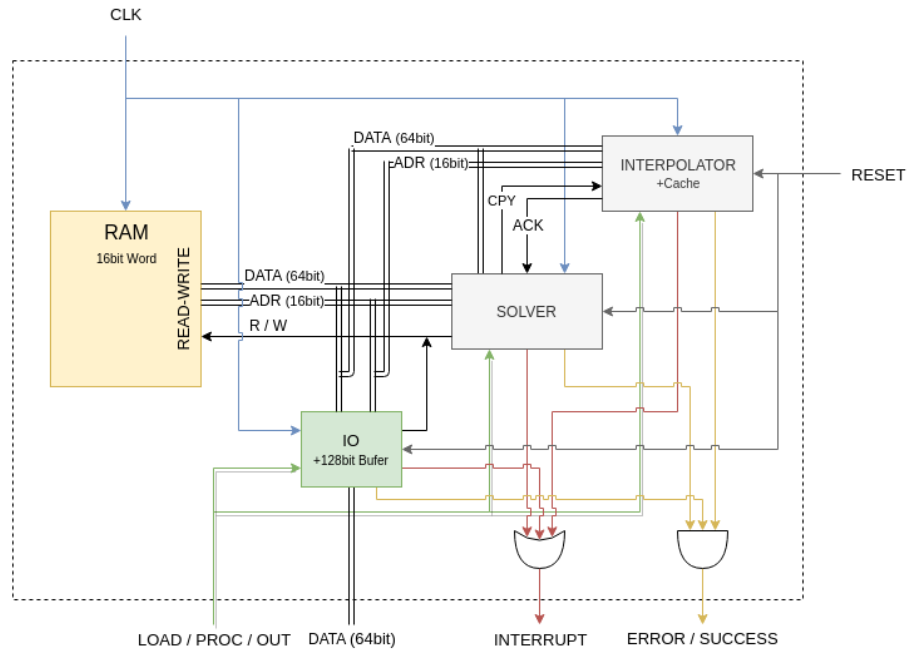 CLK
DATA (64bit)
ADR (16bit)
INTERPOLATOR
+Cache
RESET
CPY
ACK
RAM
16bit Word
READ-WRITE
DATA (64bit)
ADR (16bit)
R / W
SOLVER
IO
+128bit Bufer
LOAD / PROC / OUT
DATA (64bit)
INTERRUPT
ERROR / SUCCESS